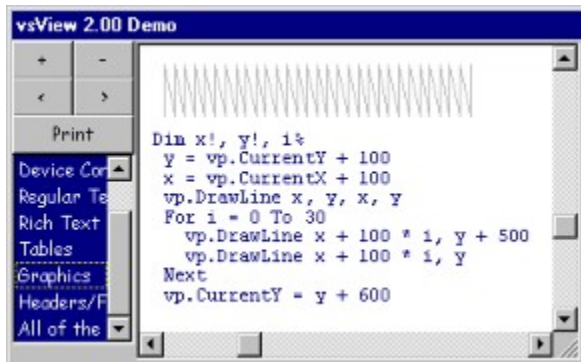 vsView 2.00 Demo
+ -
< >
Print
Device Con
Regular Te
Rich Text
Tables
Graphics
Headers/F
All of the
Dim x!, y!, i%
y = vp.CurrentY + 100
x = vp.CurrentX + 100
vp.DrawLine x, y, x, y
For i = 0 To 30
vp.DrawLine x + 100 * i, y + 500
vp.DrawLine x + 100 * i, y
Next
vp.CurrentY = y + 600